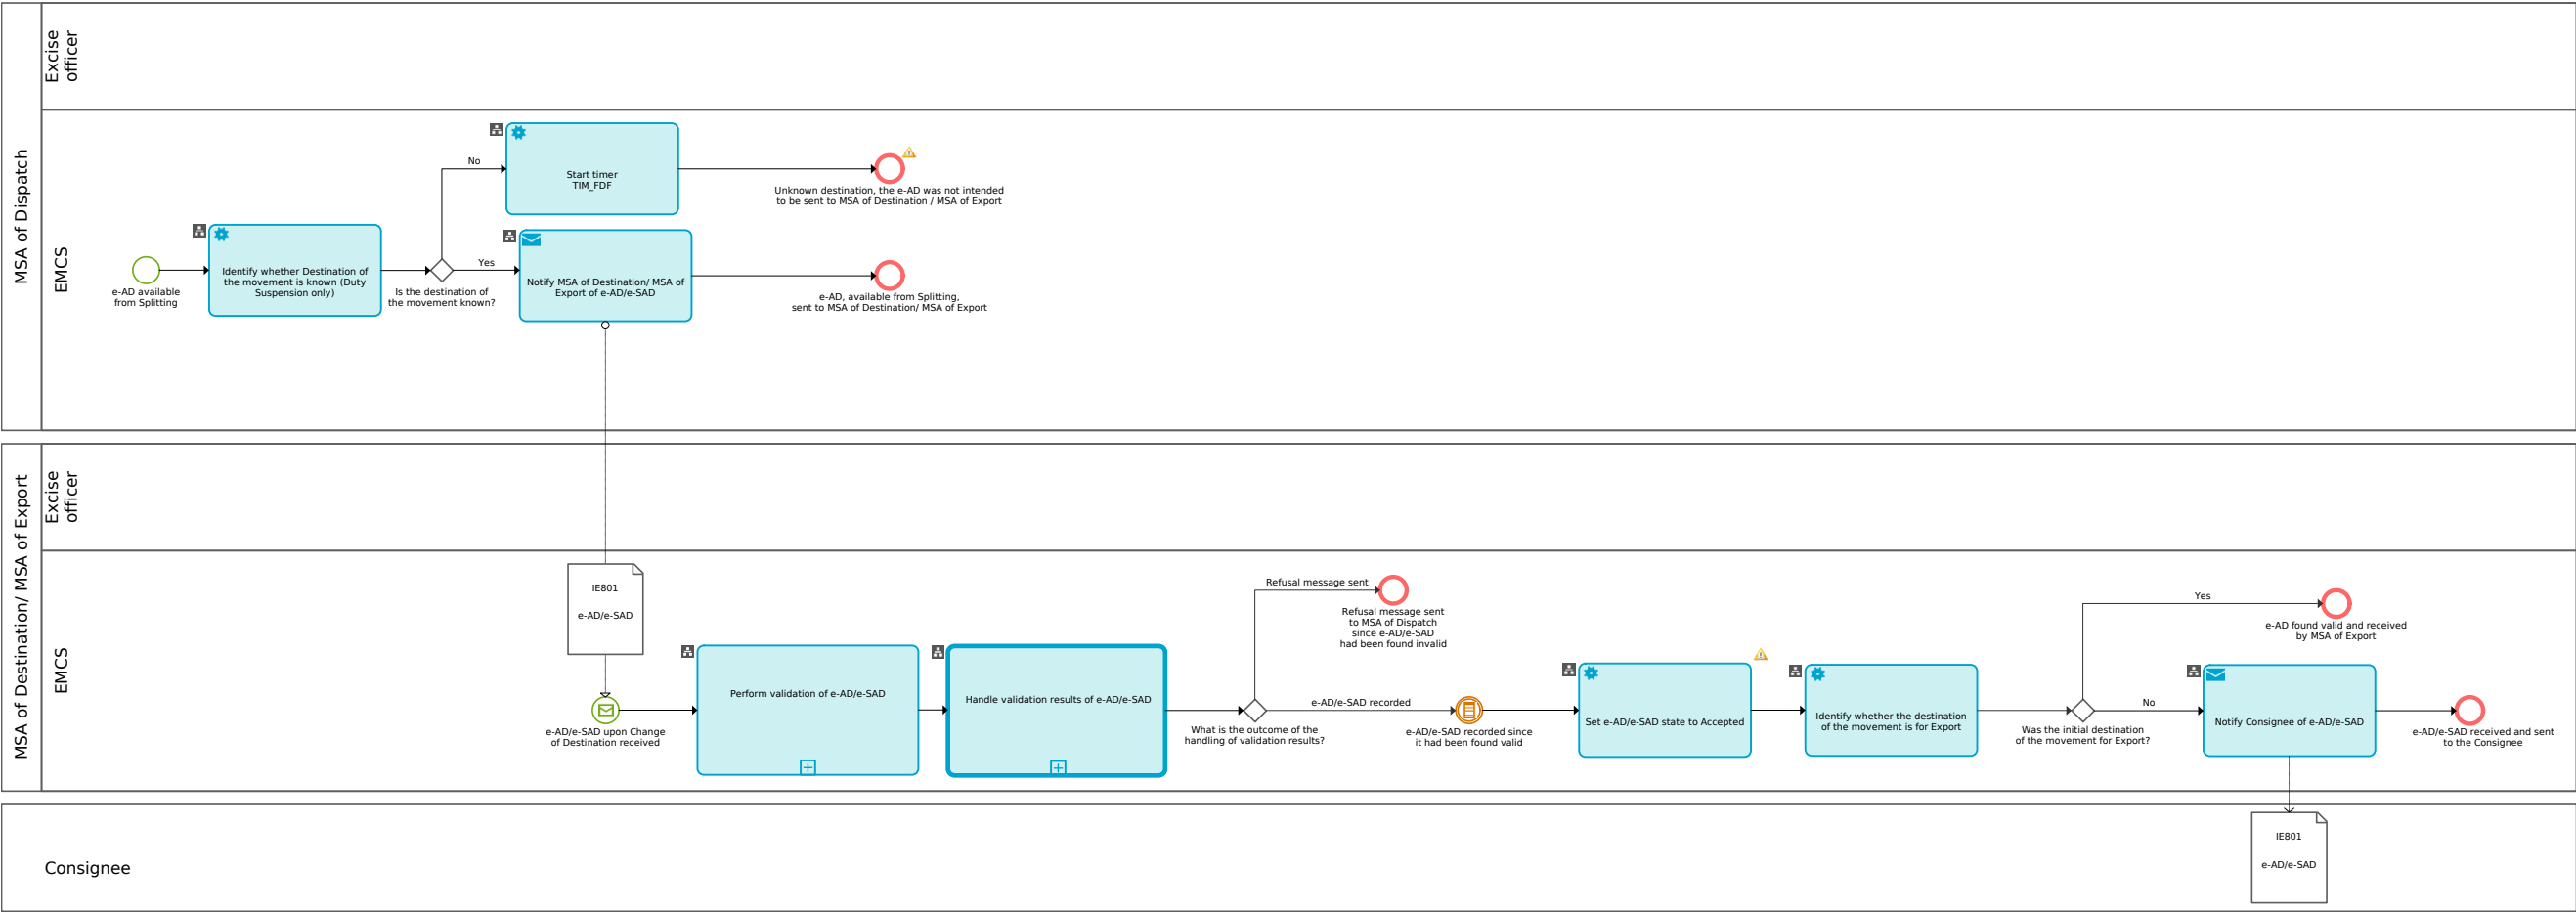 MSA of Dispatch
Excise
officer
EMCS
e-AD available
from Splitting
Identify whether Destination of
the movement is known (Duty
Suspension only)
Is the destination of
the movement known?
No
Start timer
TIM_FDF
Unknown destination, the e-AD was not intended
to be sent to MSA of Destination / MSA of Export
Yes
Notify MSA of Destination/ MSA of
Export of e-AD/e-SAD
e-AD, available from Splitting,
sent to MSA of Destination/ MSA of Export
MSA of Destination/ MSA of Export
Excise
officer
EMCS
IE801
e-AD/e-SAD
e-AD/e-SAD upon Change
of Destination received
Perform validation of e-AD/e-SAD
Handle validation results of e-AD/e-SAD
What is the outcome of the
handling of validation results?
Refusal message sent
Refusal message sent
to MSA of Dispatch
since e-AD/e-SAD
had been found invalid
e-AD/e-SAD recorded
e-AD/e-SAD recorded since
it had been found valid
Set e-AD/e-SAD state to Accepted
Identify whether the destination
of the movement is for Export
Was the initial destination
of the movement for Export?
Yes
e-AD found valid and received
by MSA of Export
No
Notify Consignee of e-AD/e-SAD
e-AD/e-SAD received and sent
to the Consignee
Consignee
IE801
e-AD/e-SAD